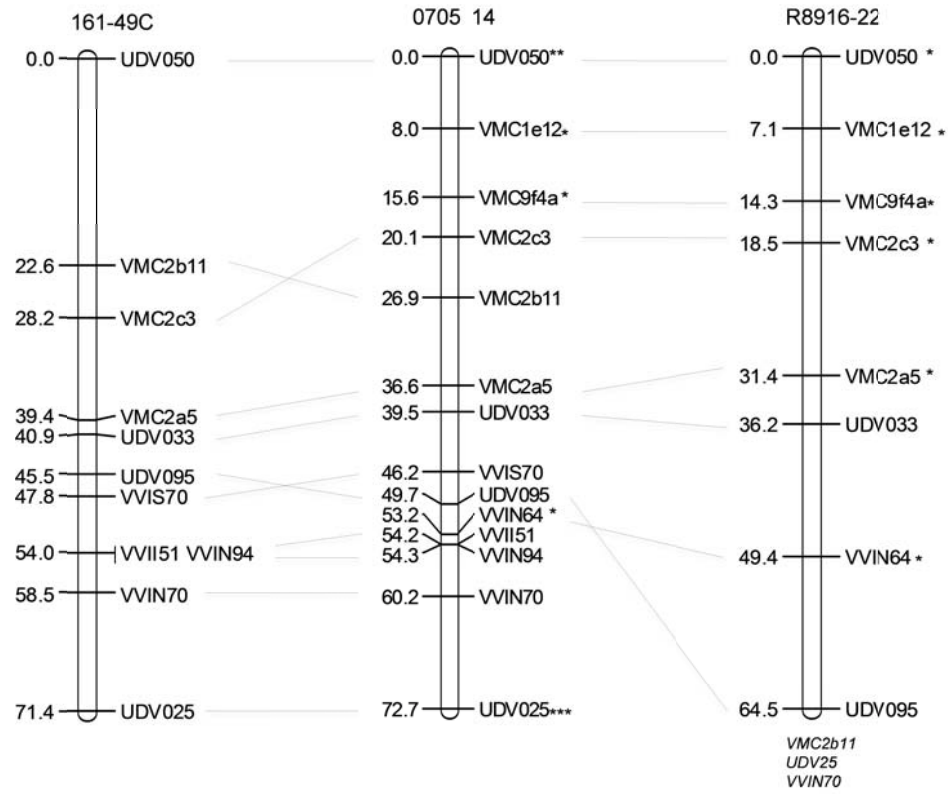 161-49C
0.0 UDV050
22.6 VMC2b11
28.2 VMC2c3
39.4 VMC2a5
40.9 UDV033
45.5 UDV095
47.8 VVIS70
54.0 VVII51 VVIN94
58.5 VVIN70
71.4 UDV025
0705 14
0.0 UDV050**
8.0 VMC1e12*
15.6 VMC9f4a*
20.1 VMC2c3
26.9 VMC2b11
36.6 VMC2a5
39.5 UDV033
46.2 VVIS70
49.7 UDV095
53.2 VVIN64 *
54.2 VVII51
54.3 VVIN94
60.2 VVIN70
72.7 UDV025***
R8916-22
0.0 UDV050 *
7.1 VMC1e12 *
14.3 VMC9f4a*
18.5 VMC2c3 *
31.4 VMC2a5 *
36.2 UDV033
49.4 VVIN64 *
64.5 UDV095
VMC2b11
UDV25
VVIN70